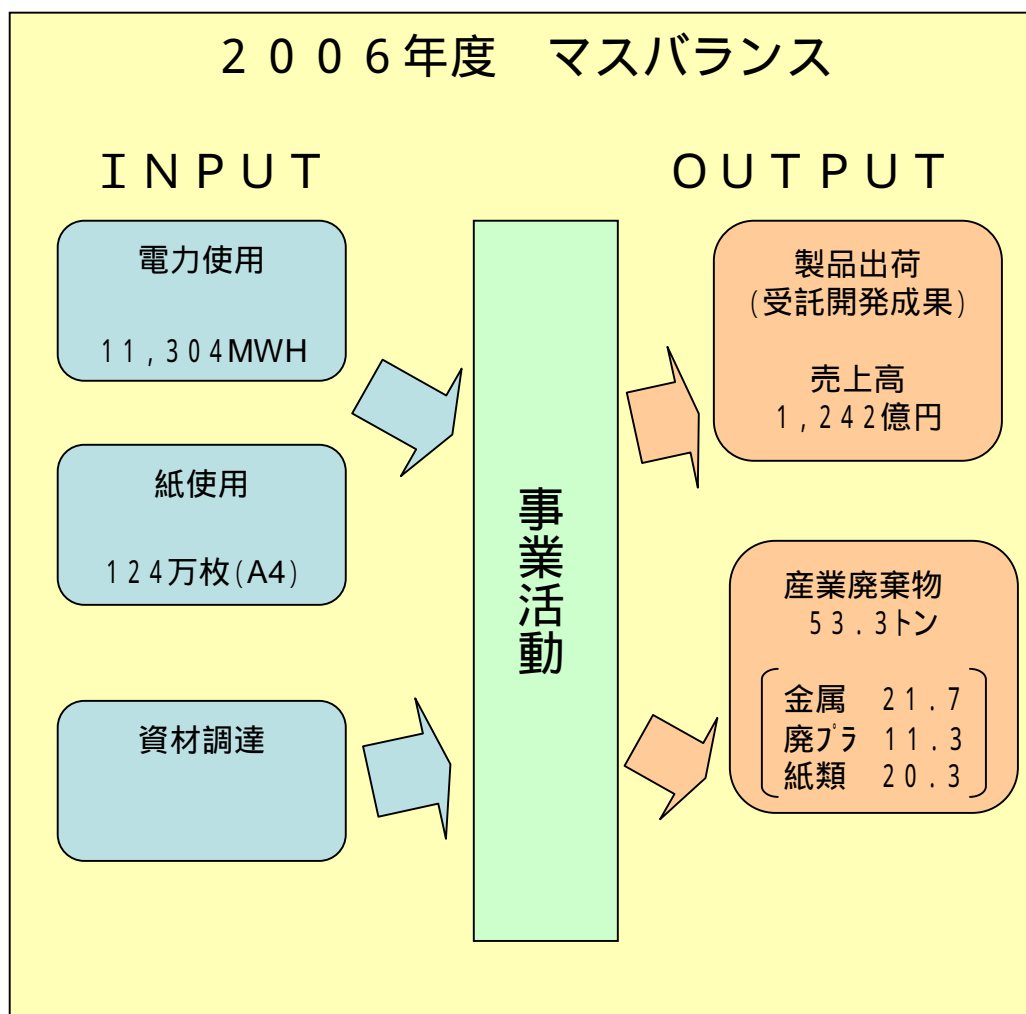 ２００６年度　マスバランス
ＩＮＰＵＴ
電力使用
１１,３０４MWH
紙使用
１２４万枚(A4)
資材調達
事業活動
ＯＵＴＰＵＴ
製品出荷
(受託開発成果)
売上高
１,２４２億円
産業廃棄物
５３.３トン
金属　２１.７
廃ﾌﾟﾗ １１.３
紙類　２０.３